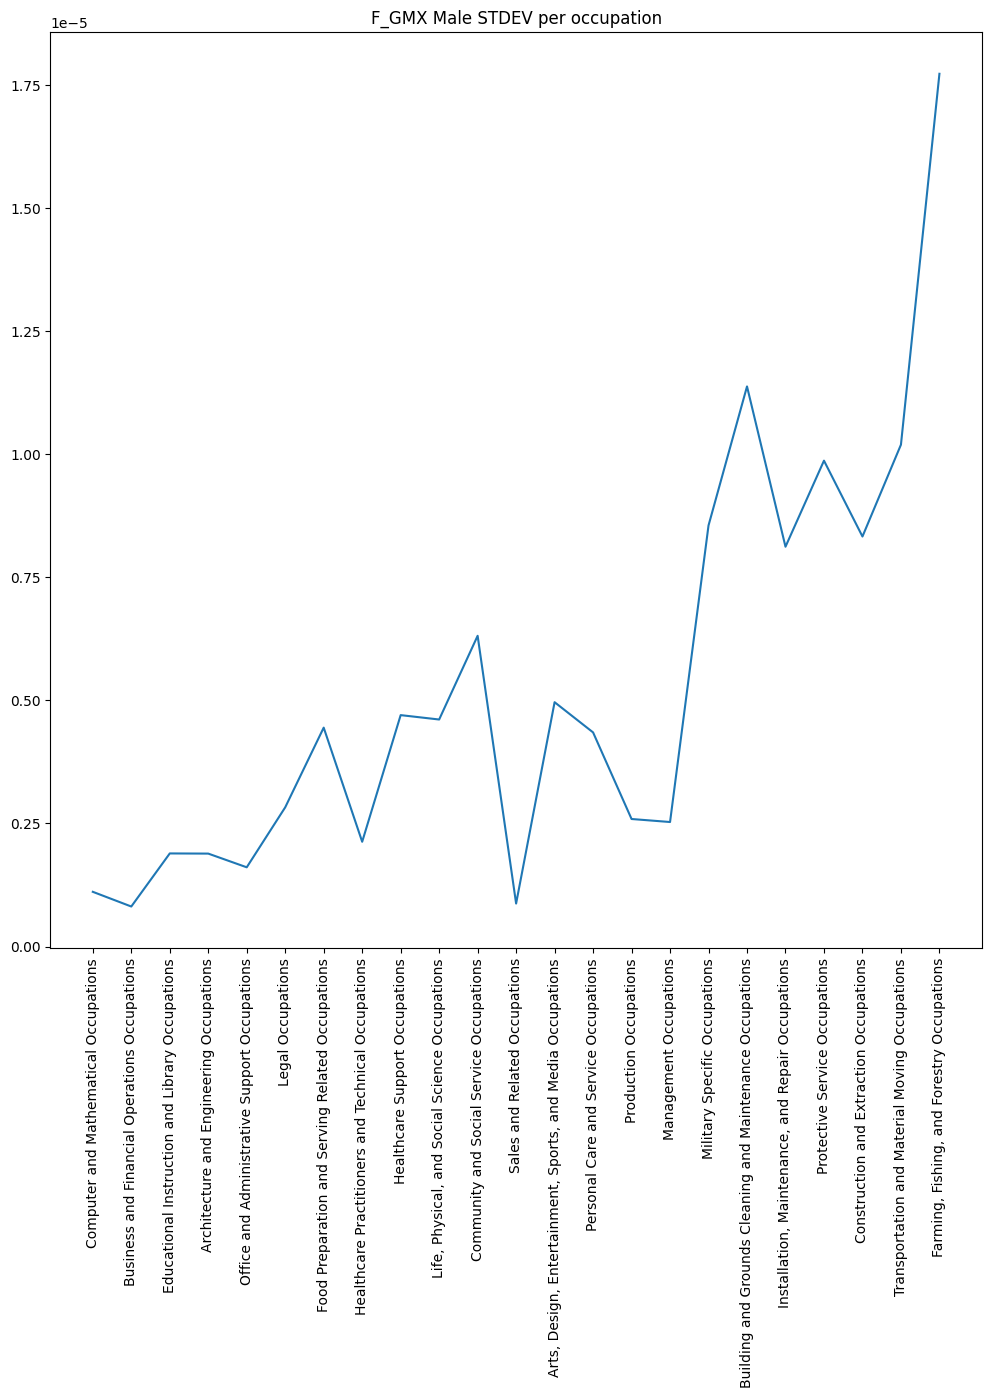 F_GMX Male STDEV per occupation
1e−5
1.75
1.50
1.25
1.00
0.75
0.50
0.25
0.00
Computer and Mathematical Occupations
Business and Financial Operations Occupations
Educational Instruction and Library Occupations
Architecture and Engineering Occupations
Office and Administrative Support Occupations
Legal Occupations
Food Preparation and Serving Related Occupations
Healthcare Practitioners and Technical Occupations
Healthcare Support Occupations
Life, Physical, and Social Science Occupations
Community and Social Service Occupations
Sales and Related Occupations
Arts, Design, Entertainment, Sports, and Media Occupations
Personal Care and Service Occupations
Production Occupations
Management Occupations
Military Specific Occupations
Building and Grounds Cleaning and Maintenance Occupations
Installation, Maintenance, and Repair Occupations
Protective Service Occupations
Construction and Extraction Occupations
Transportation and Material Moving Occupations
Farming, Fishing, and Forestry Occupations